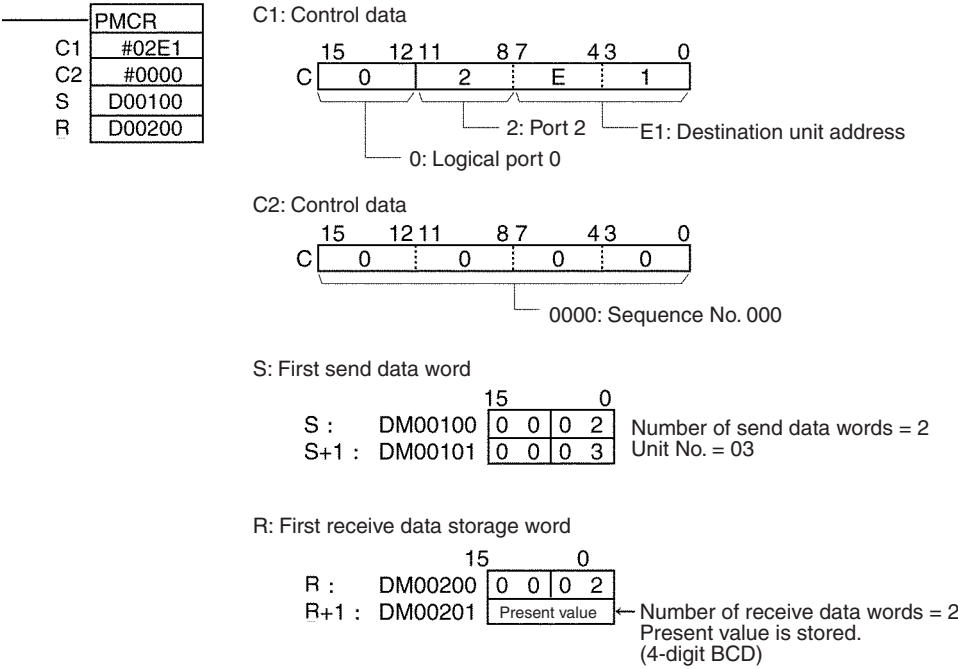 PMCR
C1 #02E1
C2 #0000
S D00100
R D00200
C1: Control data
15 12 11 8 7 4 3 0
C 0 2 E 1
2: Port 2
E1: Destination unit address
0: Logical port 0
C2: Control data
15 12 11 8 7 4 3 0
C 0 0 0 0
0000: Sequence No. 000
S: First send data word
15 0
S : DM00100 0 0 0 2 Number of send data words = 2
S+1 : DM00101 0 0 0 3 Unit No. = 03
R: First receive data storage word
15 0
R : DM00200 0 0 0 2
R+1 : DM00201 Present value Number of receive data words = 2
Present value is stored.
(4-digit BCD)